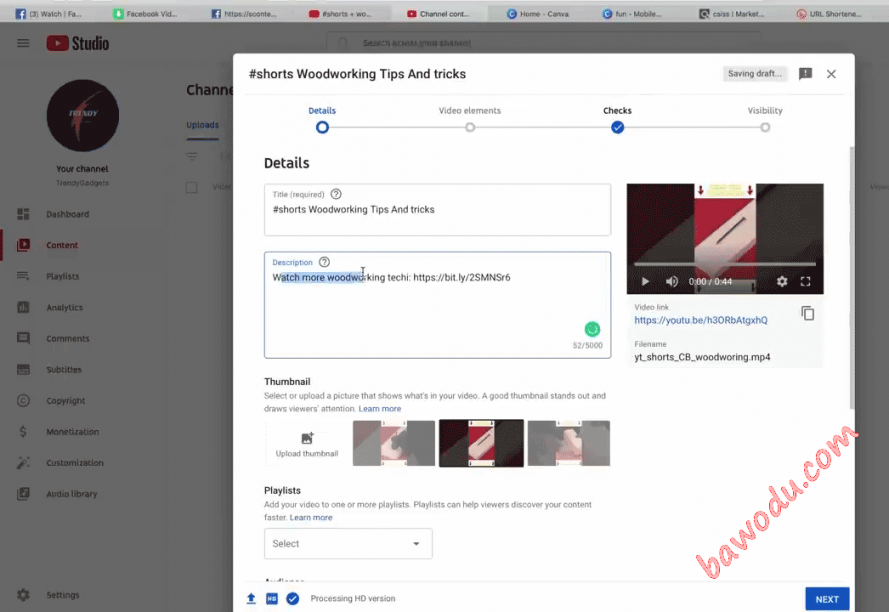 (3) Watch | Fa...
Facebook Vid...
https://sconte...
#shorts + wo...
Channel cont...
Home - Canva
fun - Mobile...
csiss | Market...
URL Shortene...
Studio
Search across your channel
#shorts Woodworking Tips And tricks
Saving draft...
Channe
Details
Video elements
Checks
Visibility
Uploads
TRENDY
Your channel
TrendyGadgets
Dashboard
Content
Playlists
Analytics
Comments
Subtitles
Copyright
Monetization
Customization
Audio library
Settings
Details
Title (required)
#shorts Woodworking Tips And tricks
Description
Watch more woodworking techi: https://bit.ly/2SMNSr6
52/5000
0:00 / 0:44
Video link
https://youtu.be/h3ORbAtgxhQ
Filename
yt_shorts_CB_woodworing.mp4
Thumbnail
Select or upload a picture that shows what's in your video. A good thumbnail stands out and
draws viewers' attention. Learn more
Upload thumbnail
Playlists
Add your video to one or more playlists. Playlists can help viewers discover your content
faster. Learn more
Select
Processing HD version
NEXT
bawodu.com